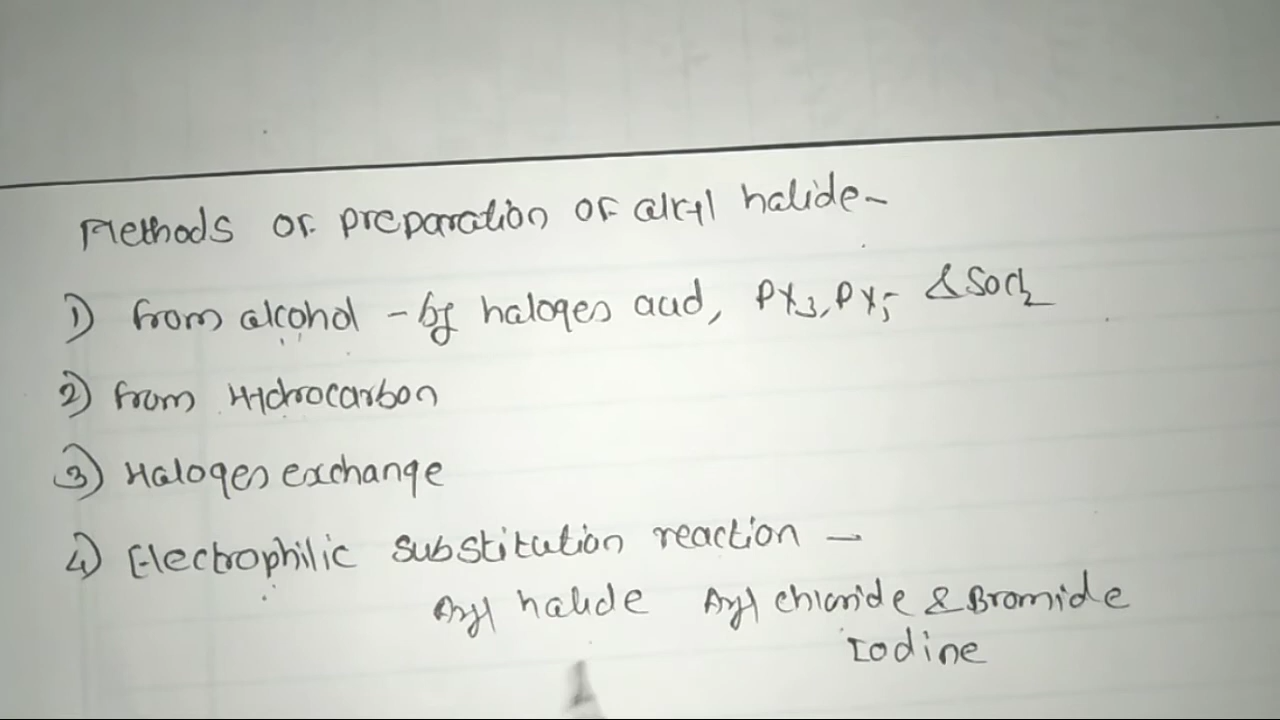 Methods of preparation of alkyl halide-
1) from alcohol - by halogen acid, PX3, PX5 & SOCl2
2) from Hydrocarbon
3) Halogen exchange
4) Electrophilic substitution reaction -
Aryl halide Aryl chloride & Bromide
Iodine